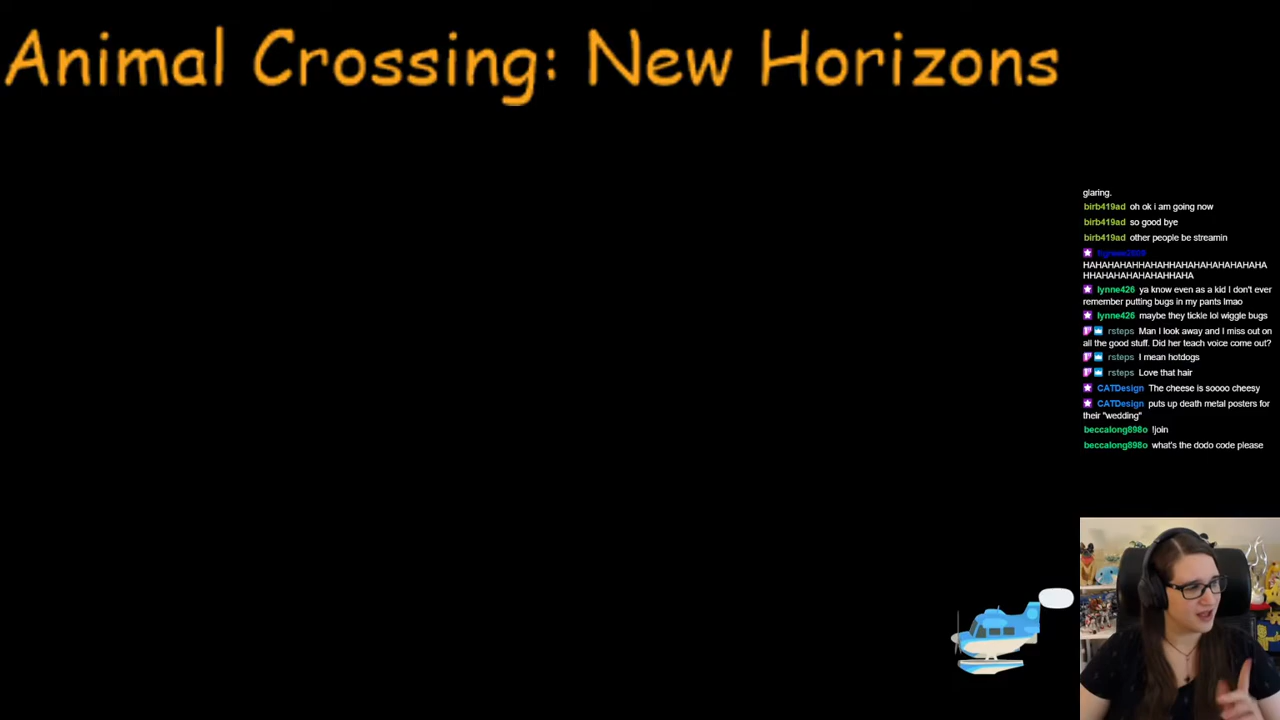 Animal Crossing: New Horizons
glaring.
birb419ad oh ok i am going now
birb419ad so good bye
birb419ad other people be streamin
HAHAHAHAHHAHAHHAHAHAHAHAHAHA
HHAHAHAHAHAHAHHAHA
lynne426 ya know even as a kid I don't ever
remember putting bugs in my pants lmao
lynne426 maybe they tickle lol wiggle bugs
rsteps Man I look away and I miss out on
all the good stuff. Did her teach voice come out?
rsteps I mean hotdogs
rsteps Love that hair
CATDesign The cheese is soooo cheesy
CATDesign puts up death metal posters for
their "wedding"
beccalong898o !join
beccalong898o what's the dodo code please